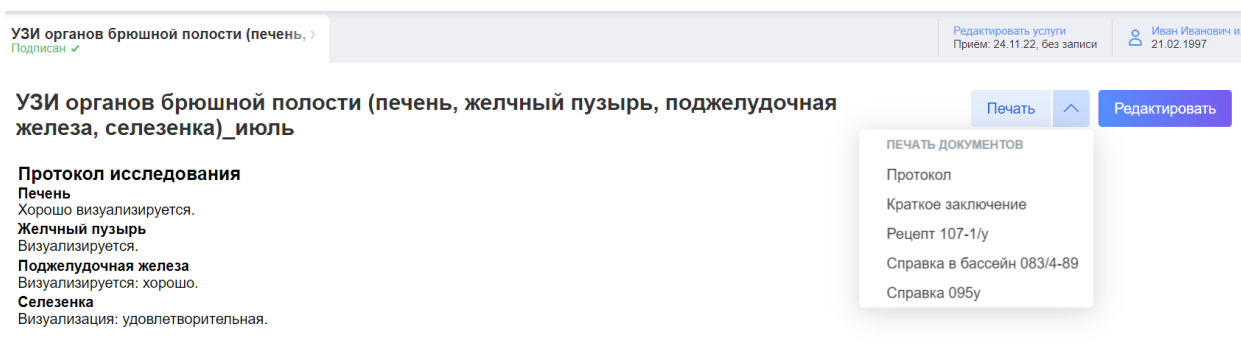 УЗИ органов брюшной полости (печень,
Подписан
Редактировать услуги
Приём: 24.11.22, без записи
Иван Иванович и
21.02.1997
УЗИ органов брюшной полости (печень, желчный пузырь, поджелудочная
железа, селезенка)_июль
Печать
Редактировать
ПЕЧАТЬ ДОКУМЕНТОВ
Протокол
Краткое заключение
Рецепт 107-1/у
Справка в бассейн 083/4-89
Справка 095у
Протокол исследования
Печень
Хорошо визуализируется.
Желчный пузырь
Визуализируется.
Поджелудочная железа
Визуализируется: хорошо.
Селезенка
Визуализация: удовлетворительная.